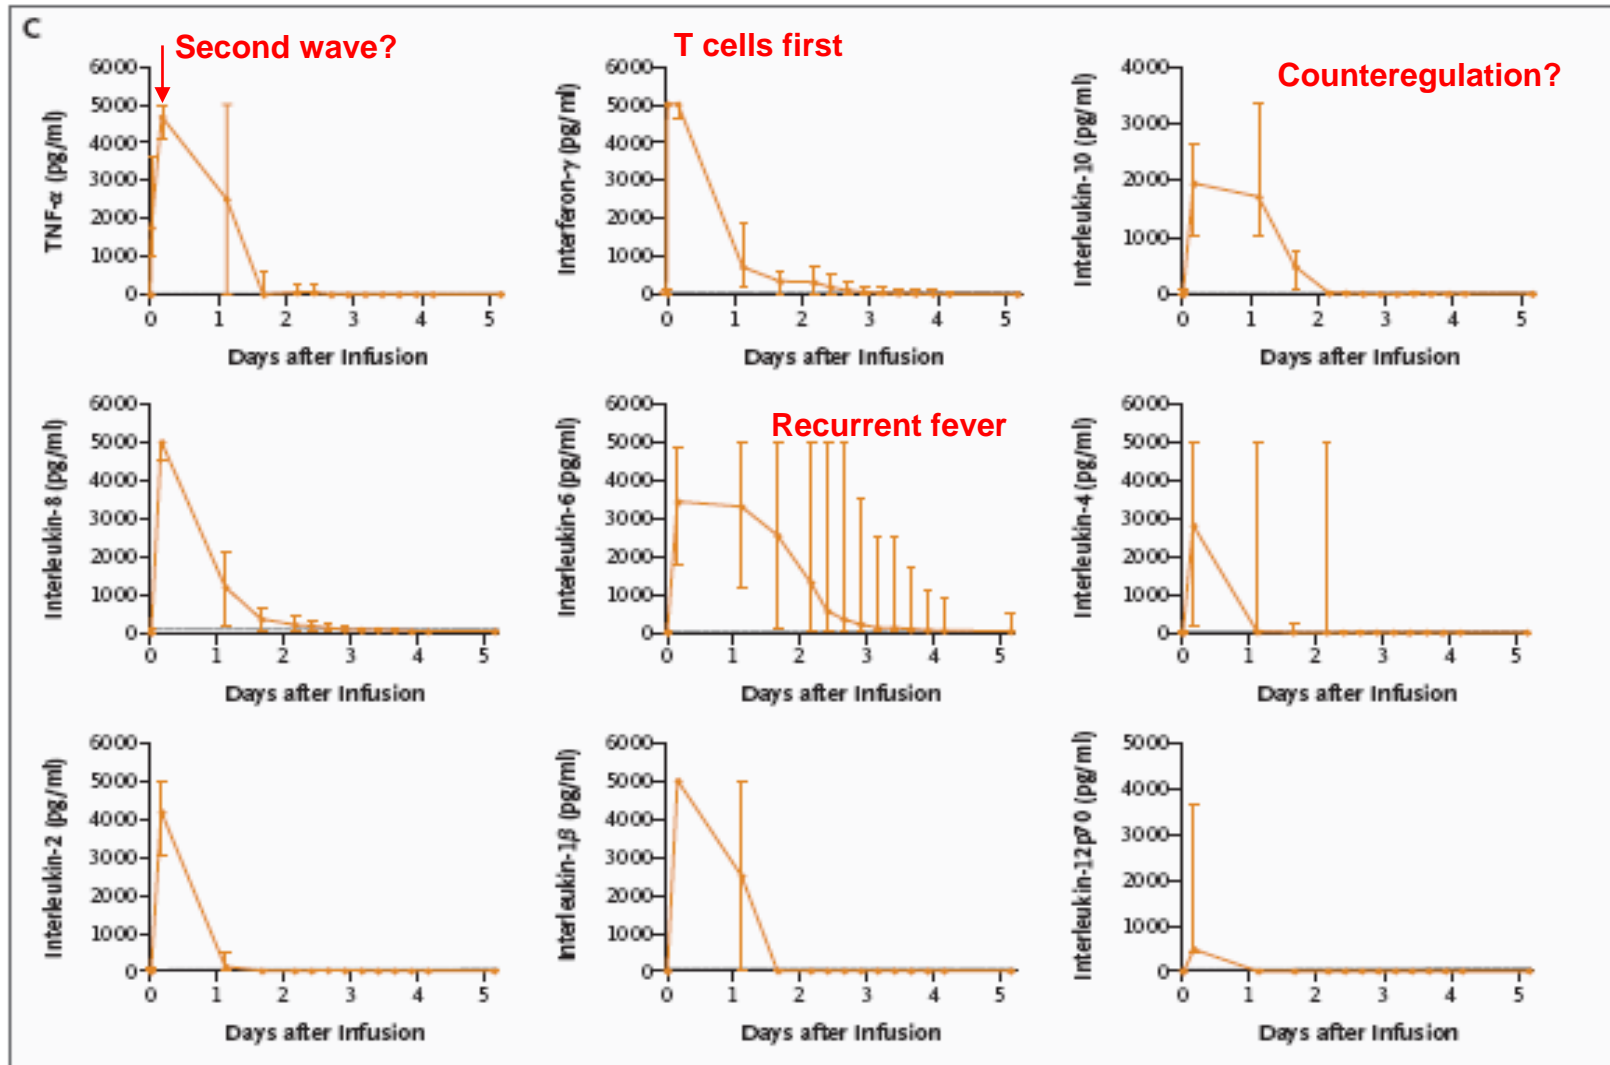 C
Second wave?
T cells first
Counteregulation?
6000
5000
4000
3000
2000
1000
0
TNF-α (pg/ml)
0 1 2 3 4 5
Days after Infusion
6000
5000
4000
3000
2000
1000
0
Interferon-γ (pg/ml)
0 1 2 3 4 5
Days after Infusion
4000
3000
2000
1000
0
Interleukin-10 (pg/ml)
0 1 2 3 4 5
Days after Infusion
6000
5000
4000
3000
2000
1000
0
Interleukin-8 (pg/ml)
0 1 2 3 4 5
Days after Infusion
Recurrent fever
6000
5000
4000
3000
2000
1000
0
Interleukin-6 (pg/ml)
0 1 2 3 4 5
Days after Infusion
6000
5000
4000
3000
2000
1000
0
Interleukin-4 (pg/ml)
0 1 2 3 4 5
Days after Infusion
6000
5000
4000
3000
2000
1000
0
Interleukin-2 (pg/ml)
0 1 2 3 4 5
Days after Infusion
6000
5000
4000
3000
2000
1000
0
Interleukin-1β (pg/ml)
0 1 2 3 4 5
Days after Infusion
5000
4000
3000
2000
1000
0
Interleukin-12p70 (pg/ml)
0 1 2 3 4 5
Days after Infusion